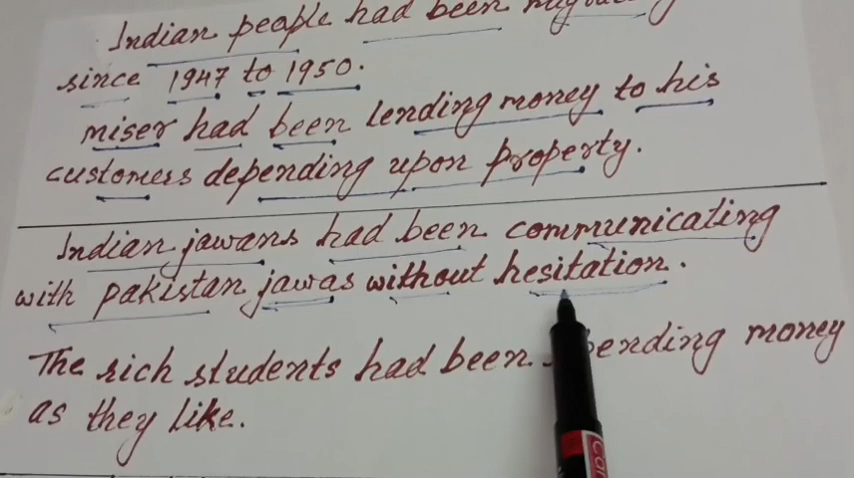 Indian people had been
since 1947 to 1950.
miser had been lending money to his
customers depending upon property.
Indian jawans had been communicating
with pakistan jawas without hesitation.
The rich students had been spending money
as they like.